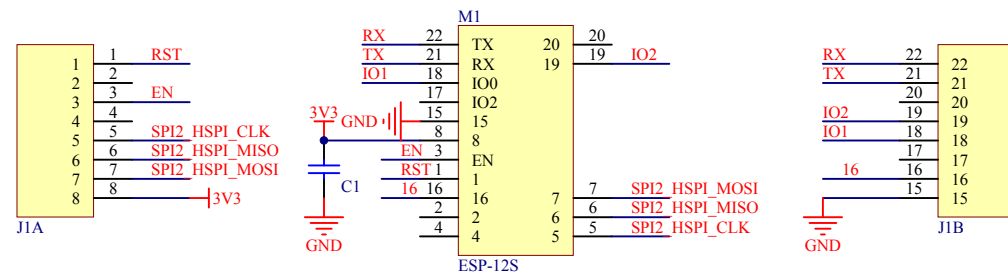 M1
RX 22 TX 20 20
1 1 RST TX 21 RX 19 19 IO2 RX 22 22
2 2 IO1 18 IO0 TX 21 21
3 3 EN 17 IO2 20 20
4 4 3V3 GND 15 15 IO2 19 19
5 5 SPI2_HSPI_CLK 8 8 IO1 18 18
6 6 SPI2_HSPI_MISO EN 3 EN 17 17
7 7 SPI2_HSPI_MOSI C1 RST 1 1 16 16 16
8 8 3V3 16 16 16 7 7 SPI2_HSPI_MOSI 15 15
2 2 6 6 SPI2_HSPI_MISO
J1A GND 4 4 5 5 SPI2_HSPI_CLK GND J1B
ESP-12S